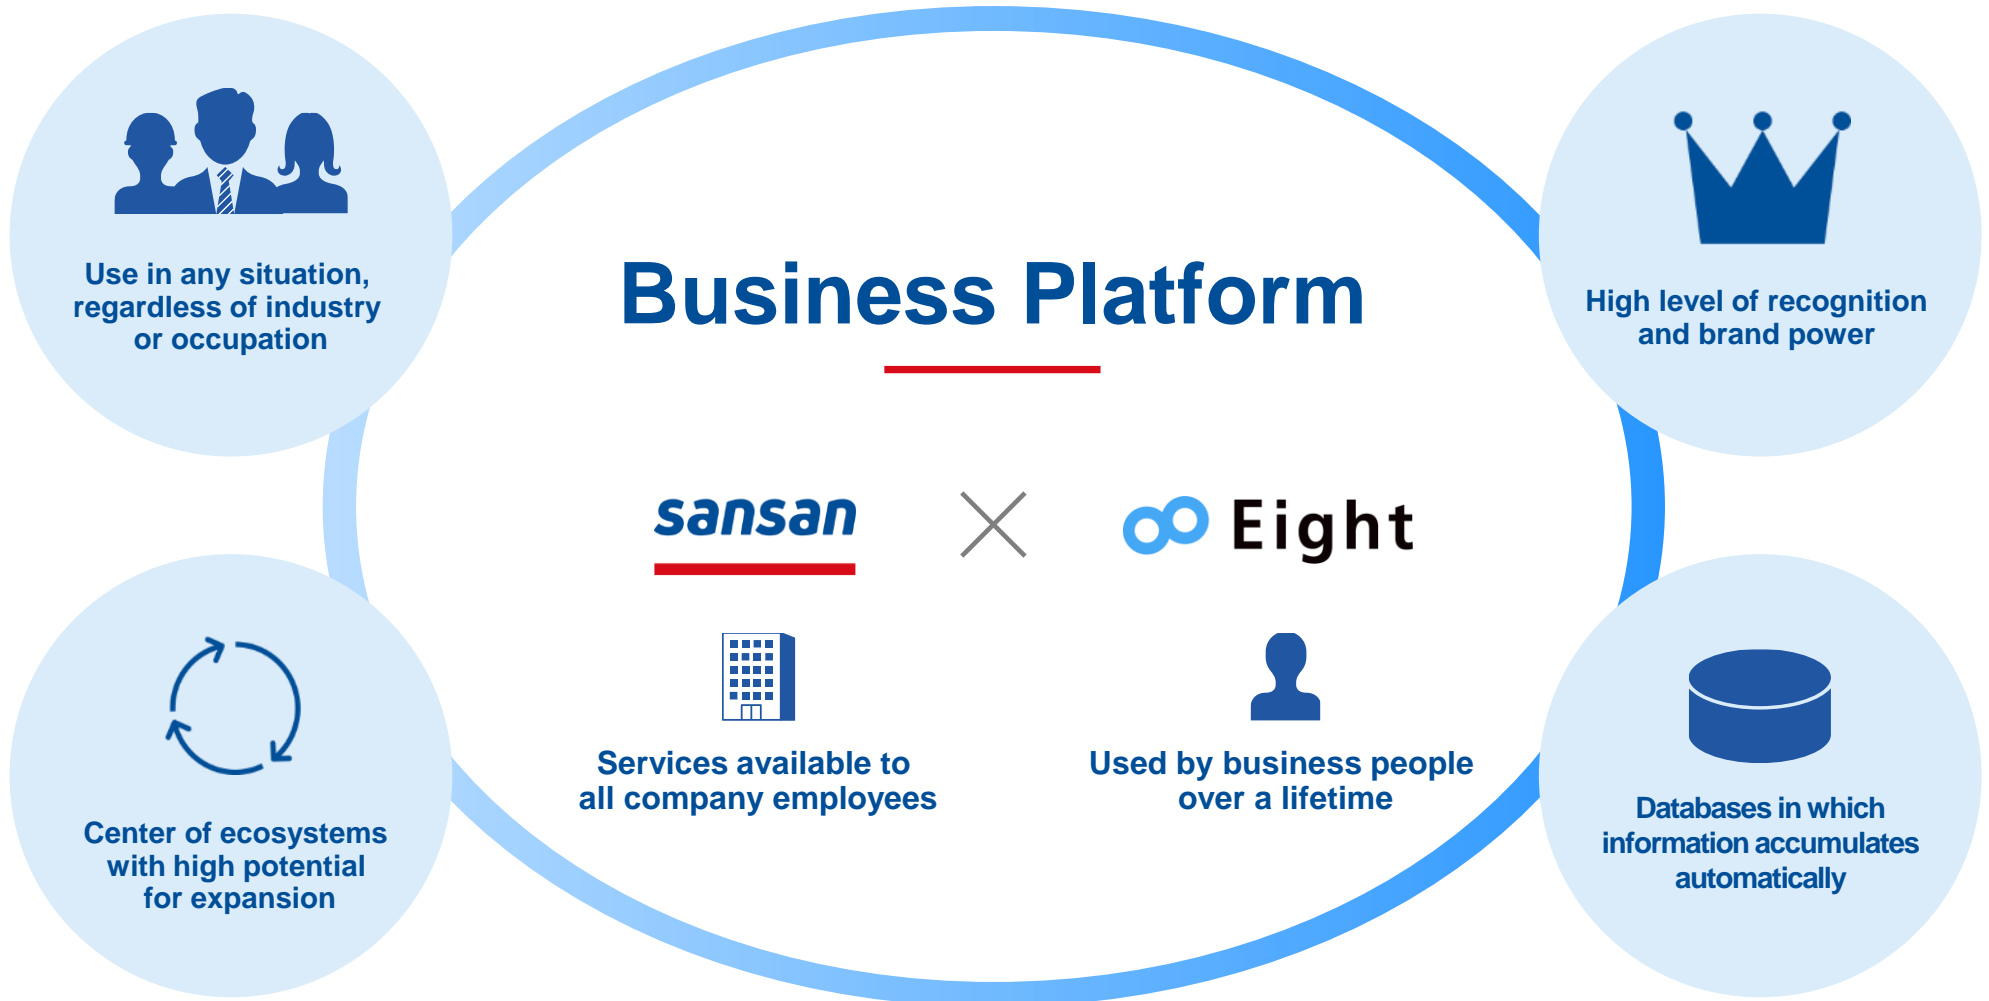 Use in any situation,
regardless of industry
or occupation
Business Platform
High level of recognition
and brand power
sansan
Eight
Services available to
all company employees
Used by business people
over a lifetime
Center of ecosystems
with high potential
for expansion
Databases in which
information accumulates
automatically